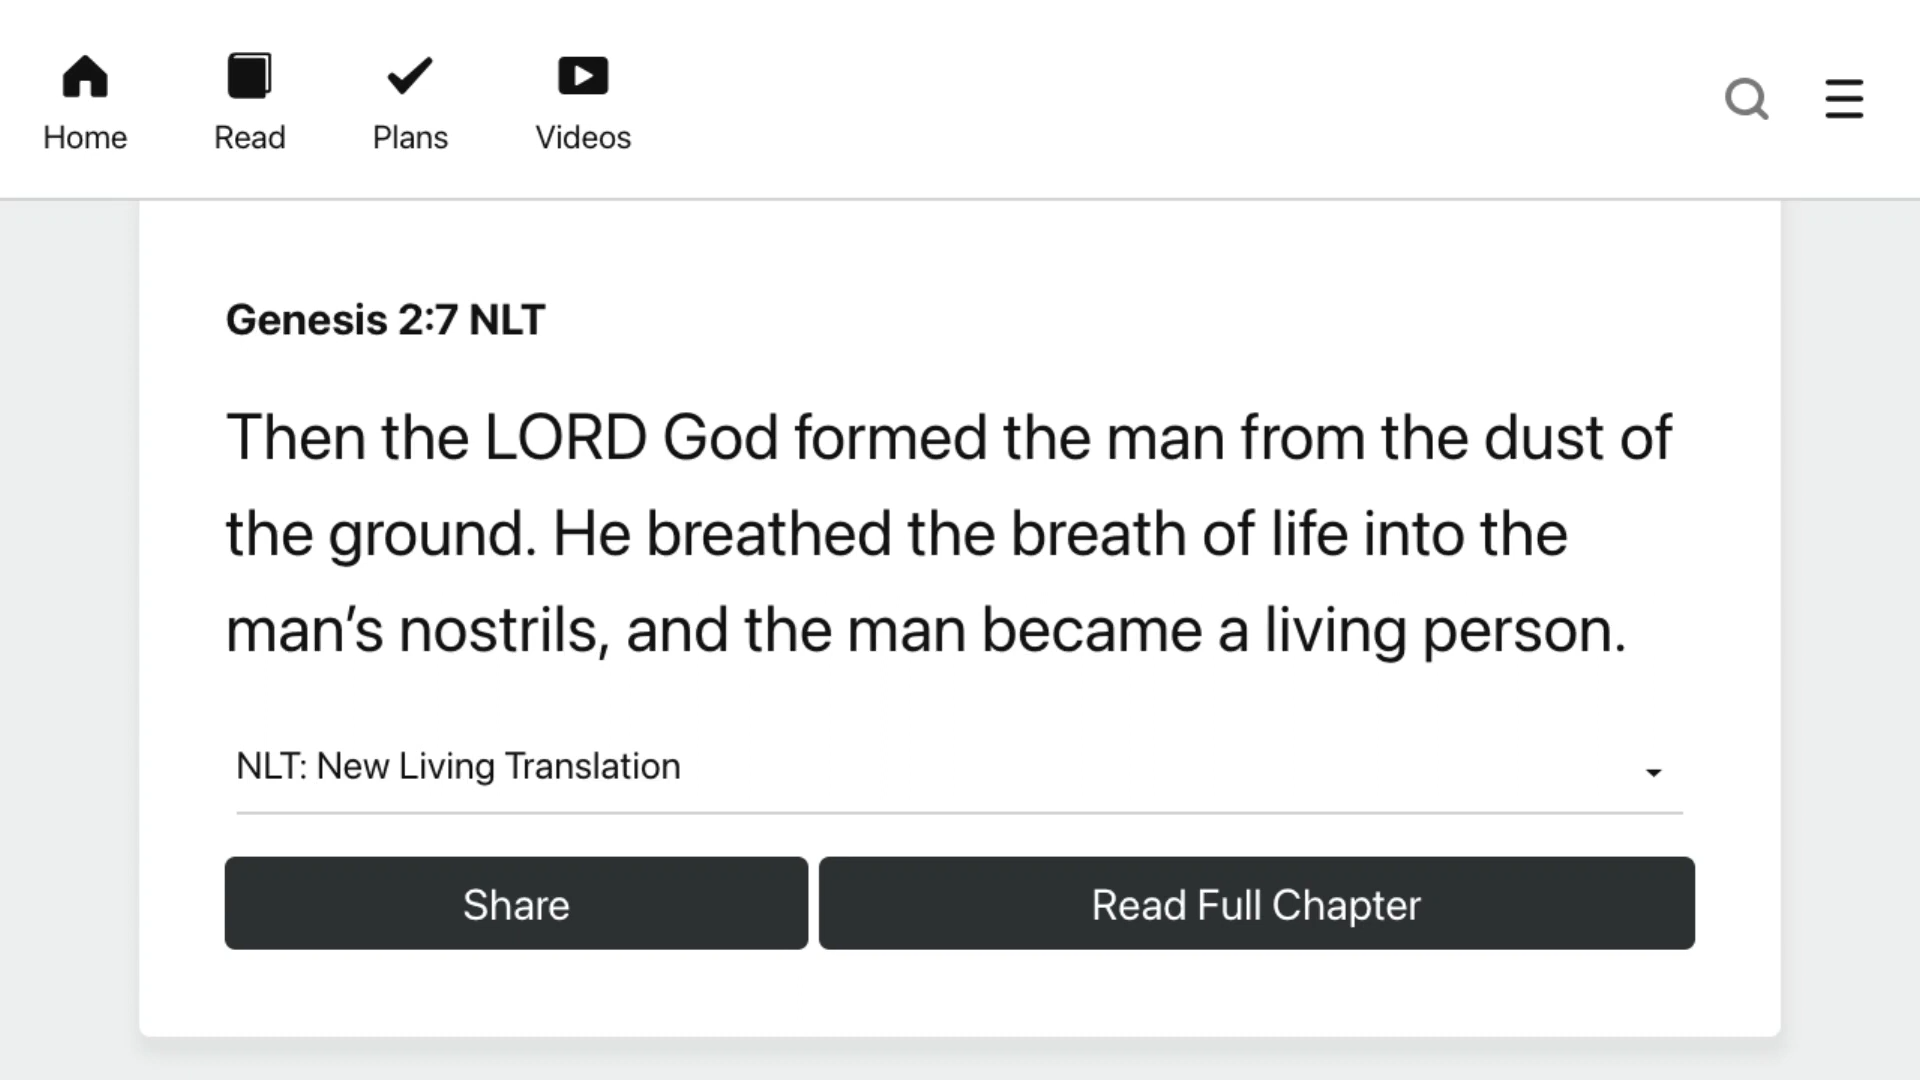 Home Read Plans Videos
Genesis 2:7 NLT
Then the LORD God formed the man from the dust of
the ground. He breathed the breath of life into the
man’s nostrils, and the man became a living person.
NLT: New Living Translation
Share Read Full Chapter